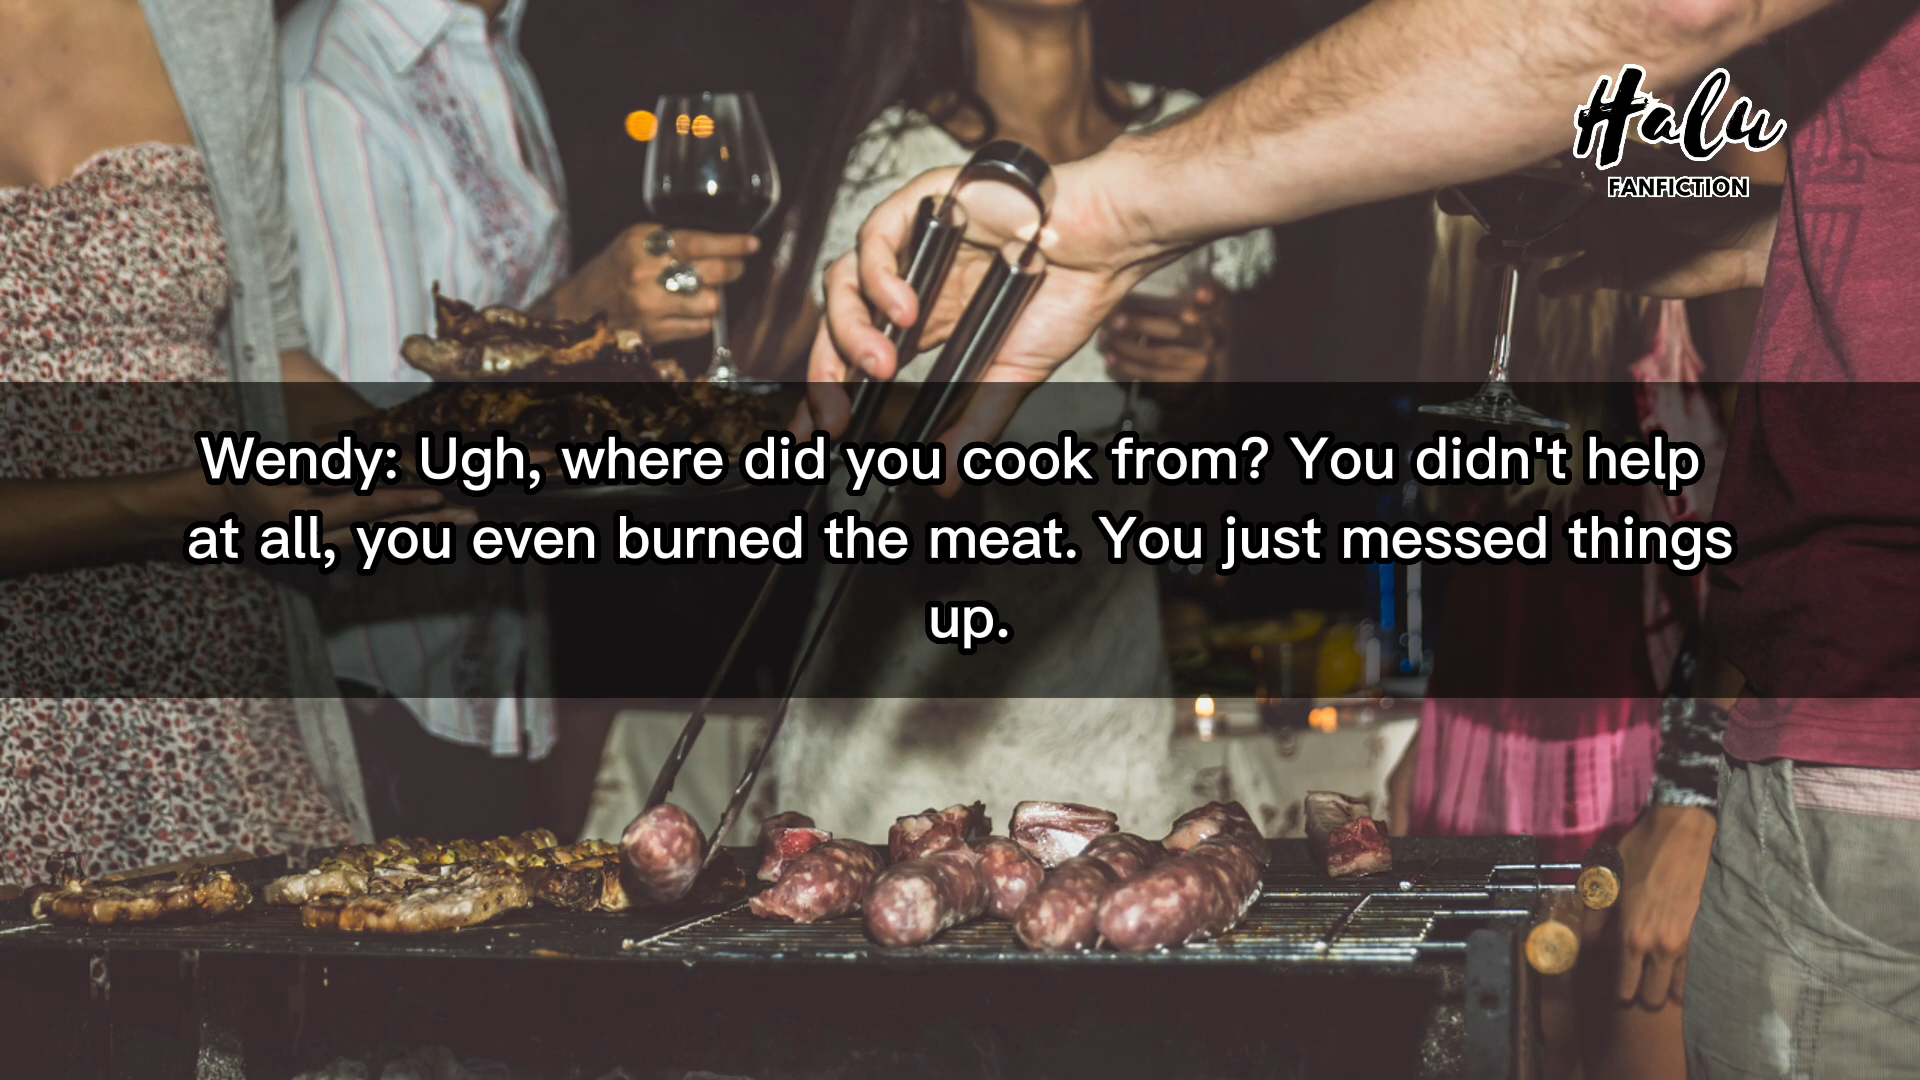 Halu
FANFICTION
Wendy: Ugh, where did you cook from? You didn't help
at all, you even burned the meat. You just messed things
up.